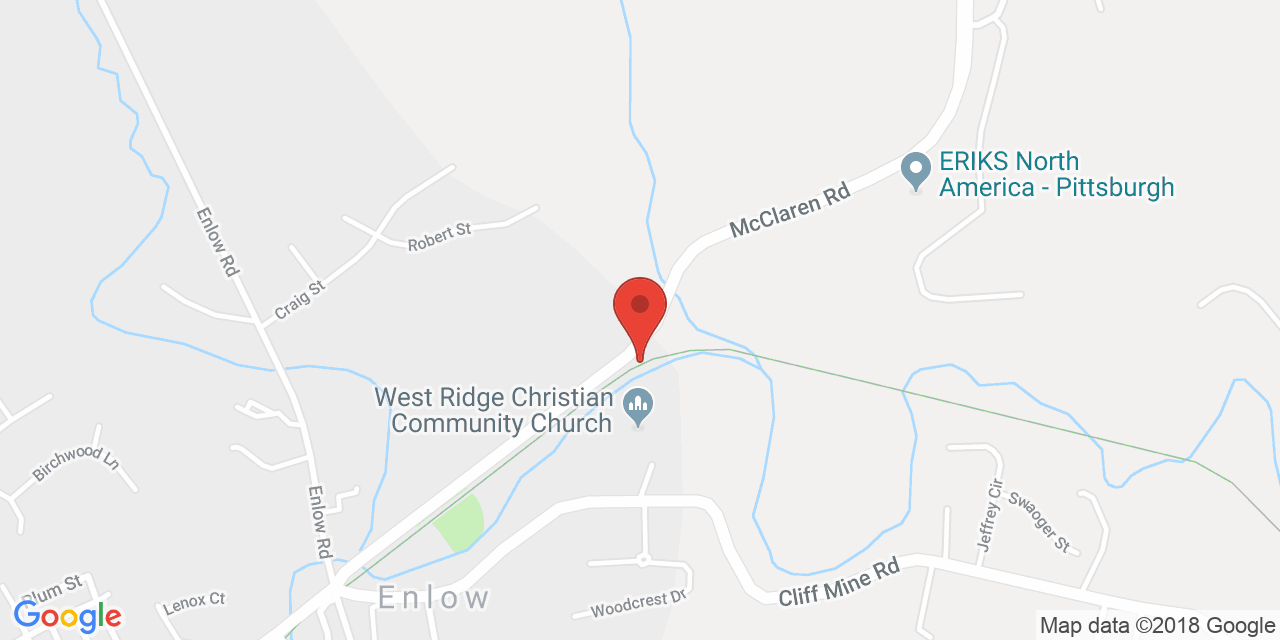 ERIKS North
America - Pittsburgh
McClaren Rd
Enlow Rd
Robert St
Craig St
West Ridge Christian
Community Church
Birchwood Ln
Enlow Rd
Jeffrey Cir
Swaoger St
Cliff Mine Rd
Plum St
Lenox Ct
Enlow
Woodcrest Dr
Google
Map data ©2018 Google